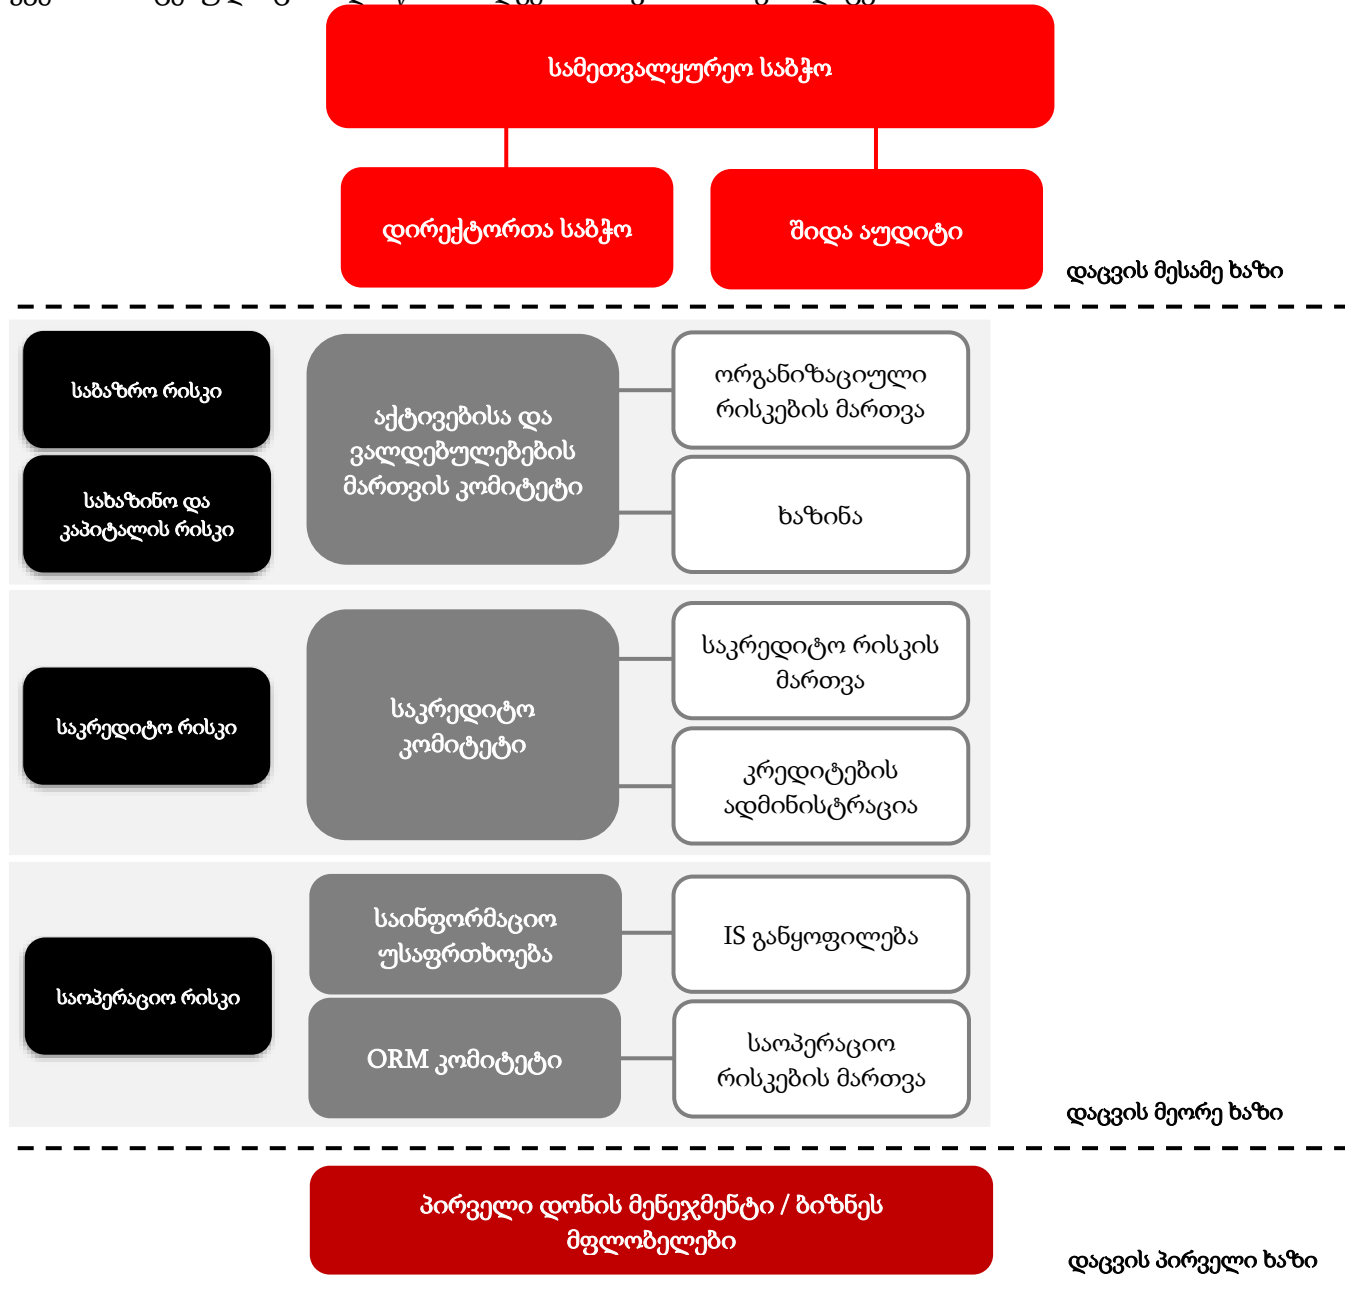 სამეთვალყურეო საბჭო
დირექტორთა საბჭო
შიდა აუდიტი
დაცვის მესამე ხაზი
საბაზრო რისკი
სახაზინო და
კაპიტალის რისკი
აქტივებისა და
ვალდებულებების
მართვის კომიტეტი
ორგანიზაციული
რისკების მართვა
ხაზინა
საკრედიტო რისკი
საკრედიტო
კომიტეტი
საკრედიტო რისკის
მართვა
კრედიტების
ადმინისტრაცია
საოპერაციო რისკი
საინფორმაციო
უსაფრთხოება
IS განყოფილება
ORM კომიტეტი
საოპერაციო
რისკების მართვა
დაცვის მეორე ხაზი
პირველი დონის მენეჯმენტი / ბიზნეს
მფლობელები
დაცვის პირველი ხაზი